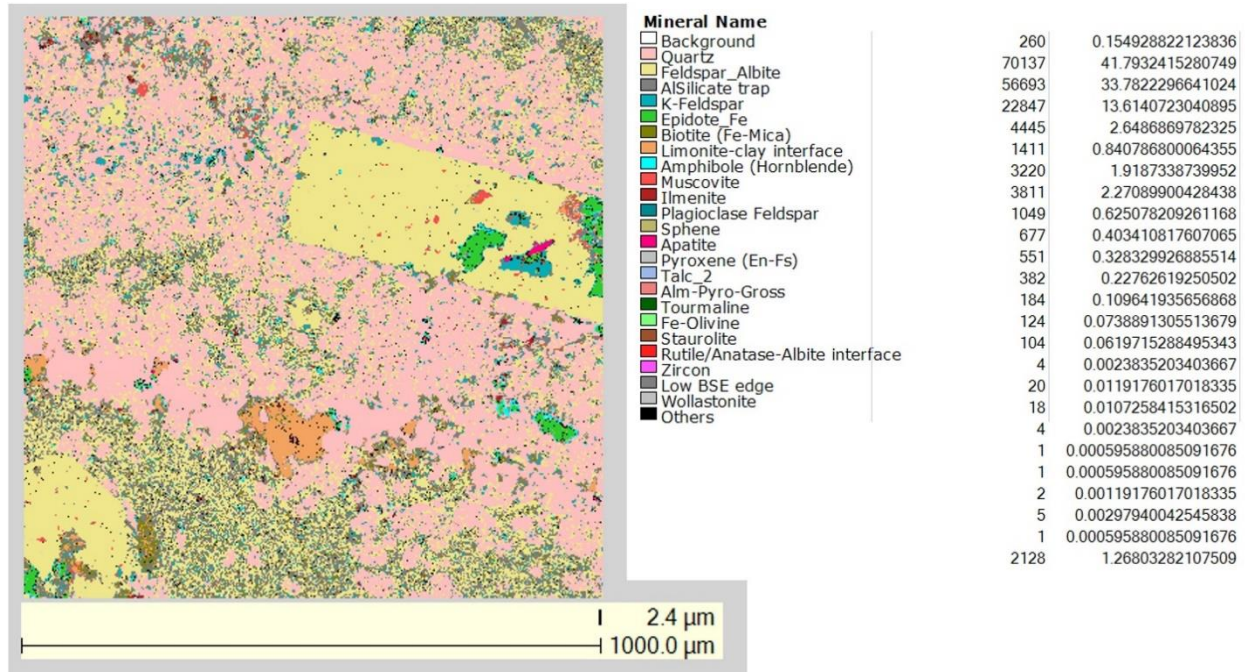 Mineral Name
Background
Quartz
Feldspar_Albite
AlSilicate trap
K-Feldspar
Epidote_Fe
Biotite (Fe-Mica)
Limonite-clay interface
Amphibole (Hornblende)
Muscovite
Ilmenite
Plagioclase Feldspar
Sphene
Apatite
Pyroxene (En-Fs)
Talc_2
Alm-Pyro-Gross
Tourmaline
Fe-Olivine
Staurolite
Rutile/Anatase-Albite interface
Zircon
Low BSE edge
Wollastonite
Others
260 0.154928822123836
70137 41.7932415280749
56693 33.7822296641024
22847 13.6140723040895
4445 2.6486869782325
1411 0.840786800064355
3220 1.9187338739952
3811 2.27089900428438
1049 0.625078209261168
677 0.403410817607065
551 0.328329926885514
382 0.22762619250502
184 0.109641935656868
124 0.0738891305513679
104 0.0619715288495343
4 0.0023835203403667
20 0.0119176017018335
18 0.0107258415316502
4 0.0023835203403667
1 0.000595880085091676
1 0.000595880085091676
2 0.00119176017018335
5 0.00297940042545838
1 0.000595880085091676
2128 1.26803282107509
2.4 µm
1000.0 µm